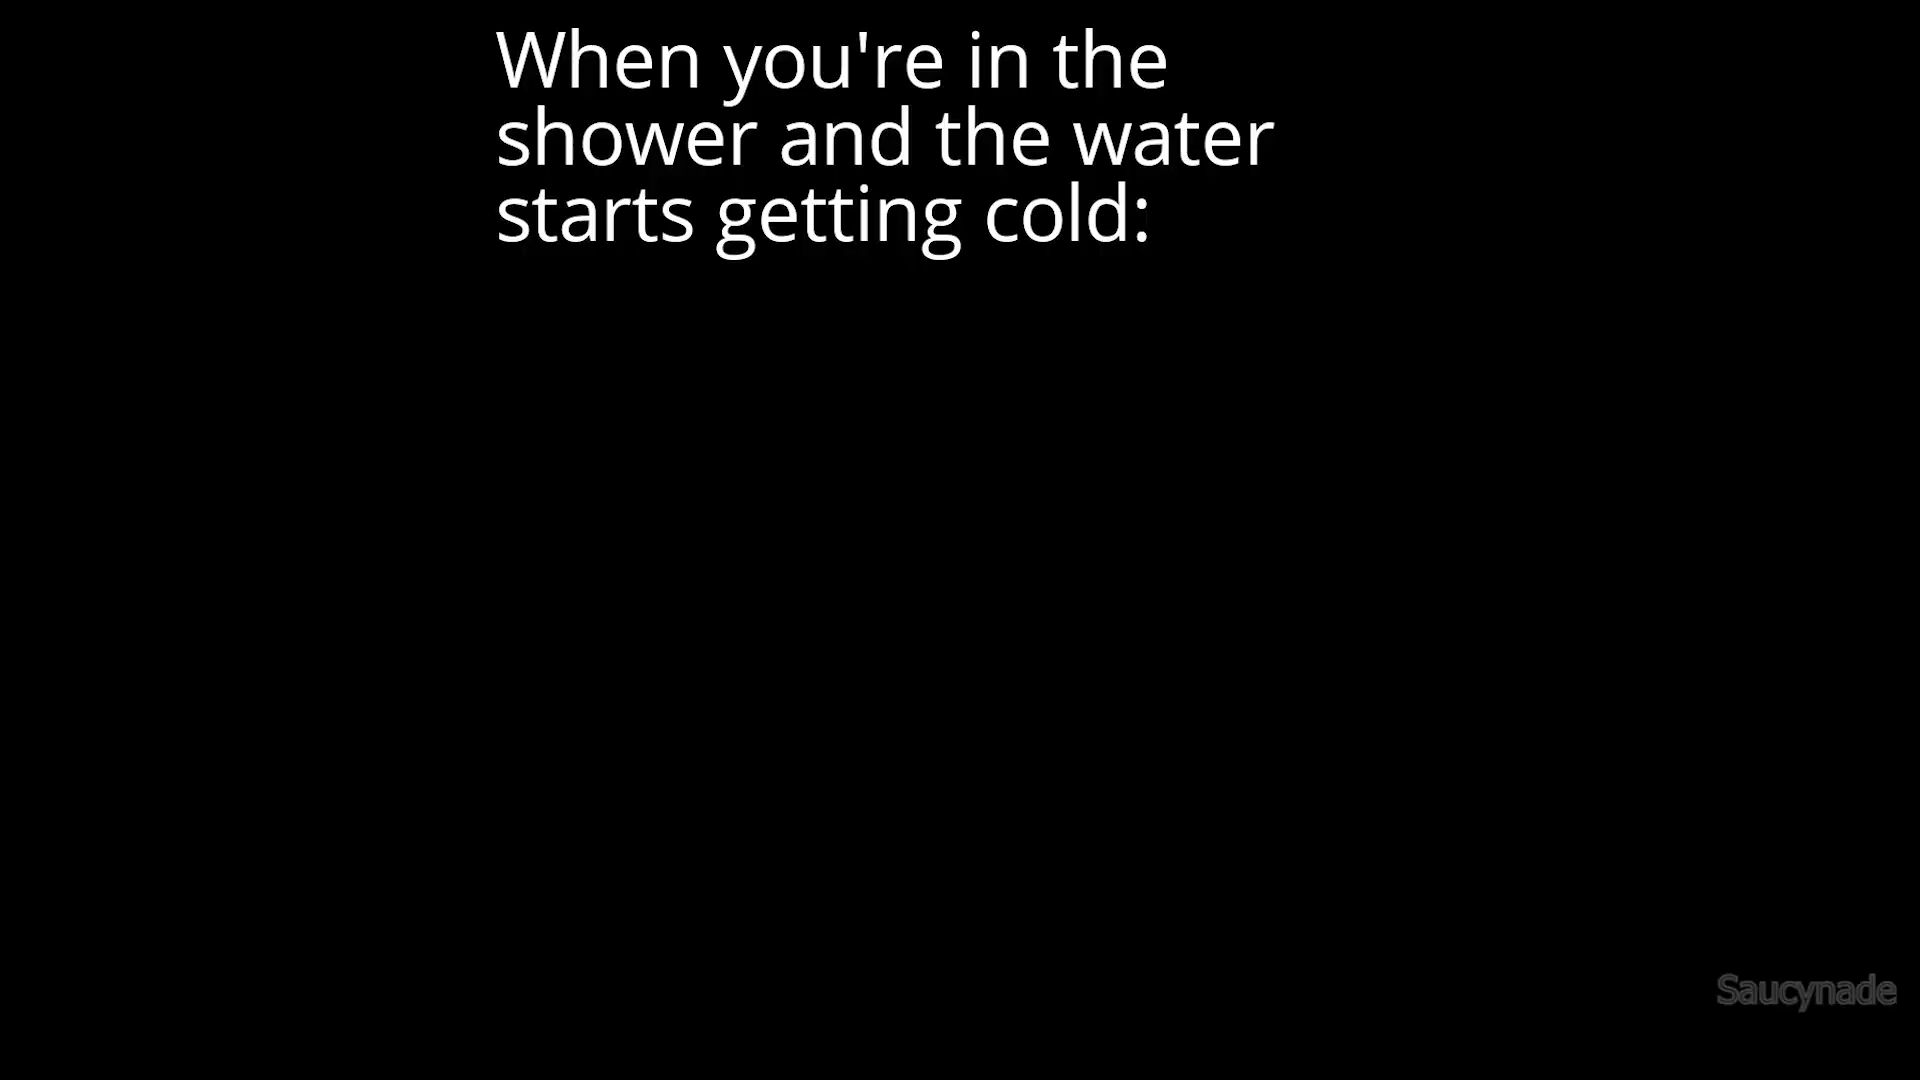 When you're in the
shower and the water
starts getting cold:
Saucynade